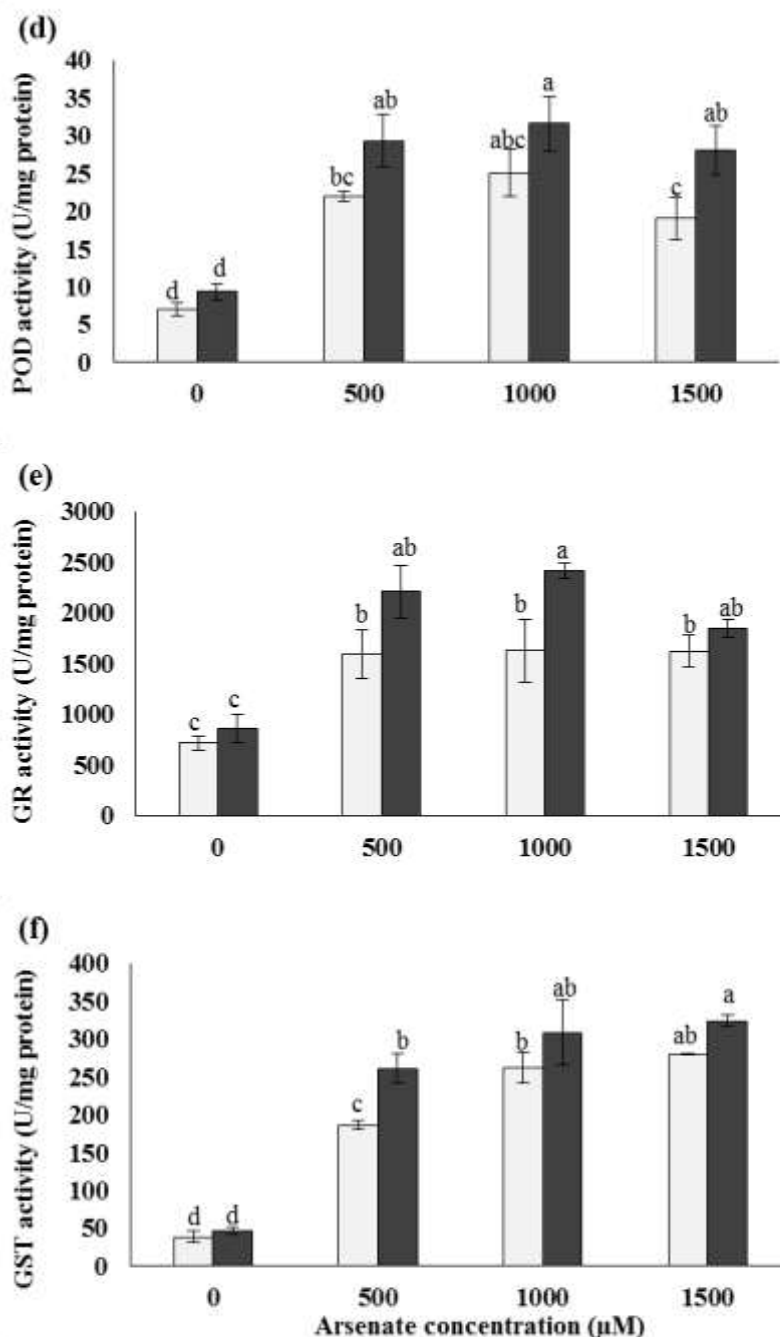 (d)
POD activity (U/mg protein)
40
35
30
25
20
15
10
5
0
d
d
bc
ab
abc
a
c
ab
0 500 1000 1500
(e)
GR activity (U/mg protein)
3000
2500
2000
1500
1000
500
0
c
c
b
ab
b
a
b
ab
0 500 1000 1500
(f)
GST activity (U/mg protein)
400
350
300
250
200
150
100
50
0
d
d
c
b
b
ab
ab
a
0 500 1000 1500
Arsenate concentration (µM)